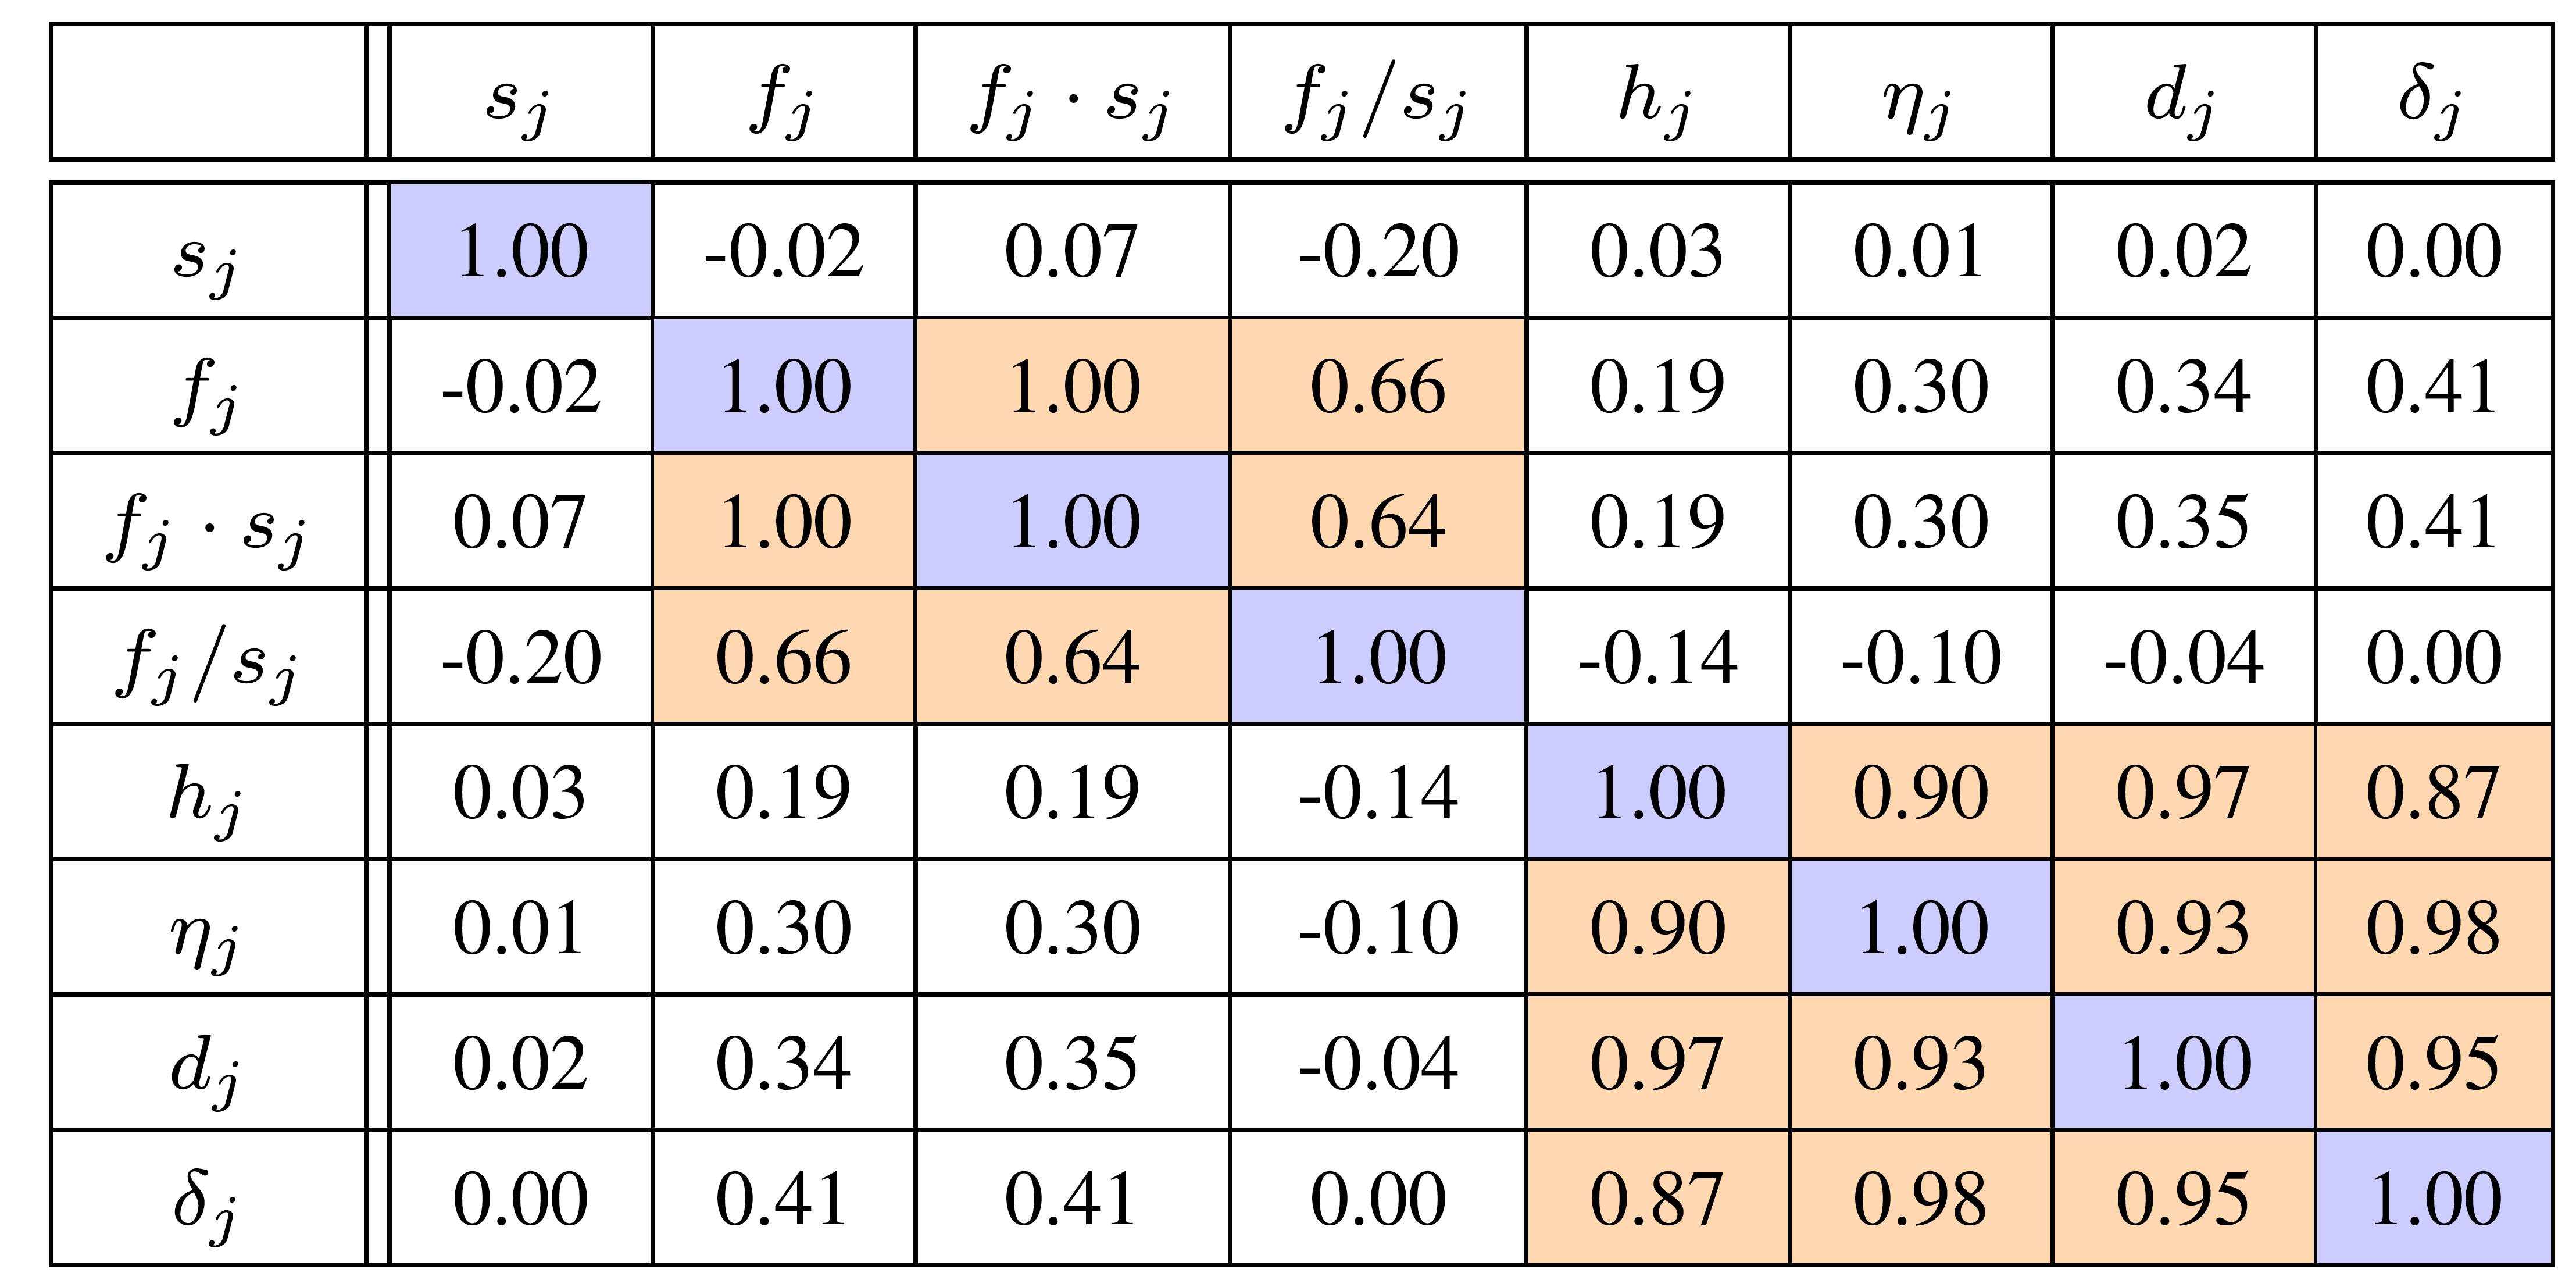 s_j f_j f_j · s_j f_j/s_j h_j η_j d_j δ_j
s_j 1.00 -0.02 0.07 -0.20 0.03 0.01 0.02 0.00
f_j -0.02 1.00 1.00 0.66 0.19 0.30 0.34 0.41
f_j · s_j 0.07 1.00 1.00 0.64 0.19 0.30 0.35 0.41
f_j/s_j -0.20 0.66 0.64 1.00 -0.14 -0.10 -0.04 0.00
h_j 0.03 0.19 0.19 -0.14 1.00 0.90 0.97 0.87
η_j 0.01 0.30 0.30 -0.10 0.90 1.00 0.93 0.98
d_j 0.02 0.34 0.35 -0.04 0.97 0.93 1.00 0.95
δ_j 0.00 0.41 0.41 0.00 0.87 0.98 0.95 1.00